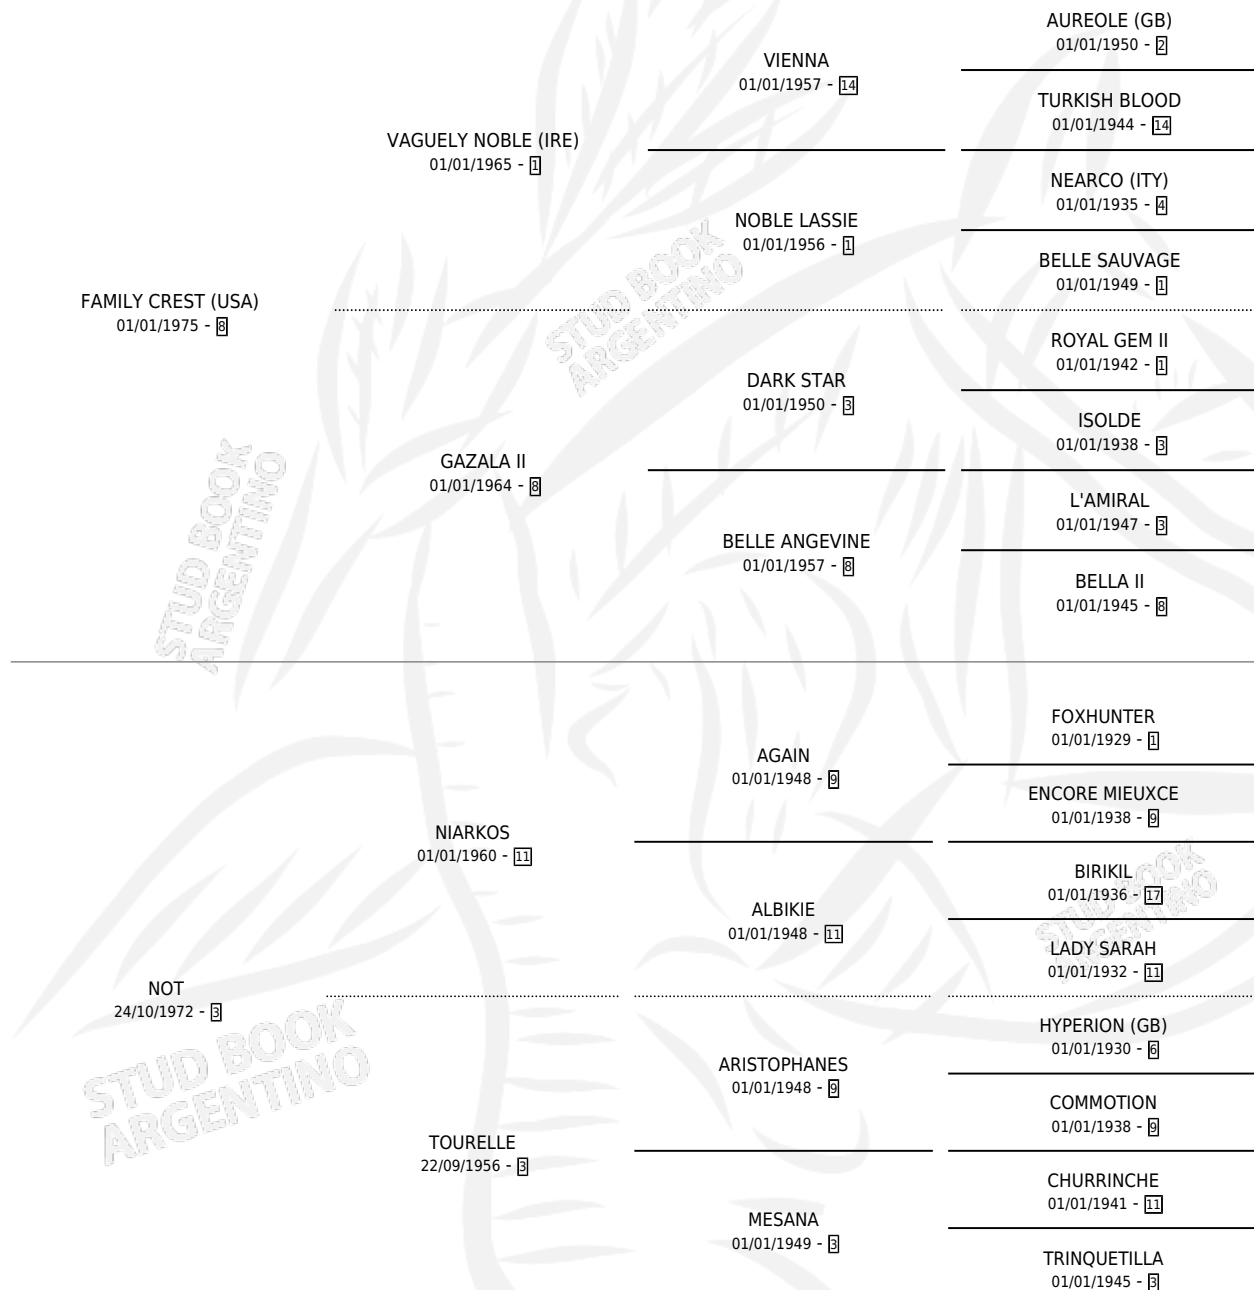 AUREOLE (GB)
01/01/1950 - 2
VIENNA
01/01/1957 - 14
TURKISH BLOOD
01/01/1944 - 14
VAGUELY NOBLE (IRE)
01/01/1965 - 1
NEARCO (ITY)
01/01/1935 - 4
NOBLE LASSIE
01/01/1956 - 1
BELLE SAUVAGE
01/01/1949 - 1
FAMILY CREST (USA)
01/01/1975 - 8
ROYAL GEM II
01/01/1942 - 1
DARK STAR
01/01/1950 - 3
ISOLDE
01/01/1938 - 3
GAZALA II
01/01/1964 - 8
L'AMIRAL
01/01/1947 - 3
BELLE ANGEVINE
01/01/1957 - 8
BELLA II
01/01/1945 - 8
FOXHUNTER
01/01/1929 - 1
AGAIN
01/01/1948 - 9
ENCORE MIEUXCE
01/01/1938 - 9
NIARKOS
01/01/1960 - 11
BIRIKIL
01/01/1936 - 17
ALBIKIE
01/01/1948 - 11
LADY SARAH
01/01/1932 - 11
NOT
24/10/1972 - 3
HYPERION (GB)
01/01/1930 - 6
ARISTOPHANES
01/01/1948 - 9
COMMOTION
01/01/1938 - 9
TOURELLE
22/09/1956 - 3
CHURRINCHE
01/01/1941 - 11
MESANA
01/01/1949 - 3
TRINQUETILLA
01/01/1945 - 3
STUD BOOK
ARGENTINO
STUD BOOK
ARGENTINO
STUD BOOK
ARGENTINO
STUD BOOK
ARGENTINO